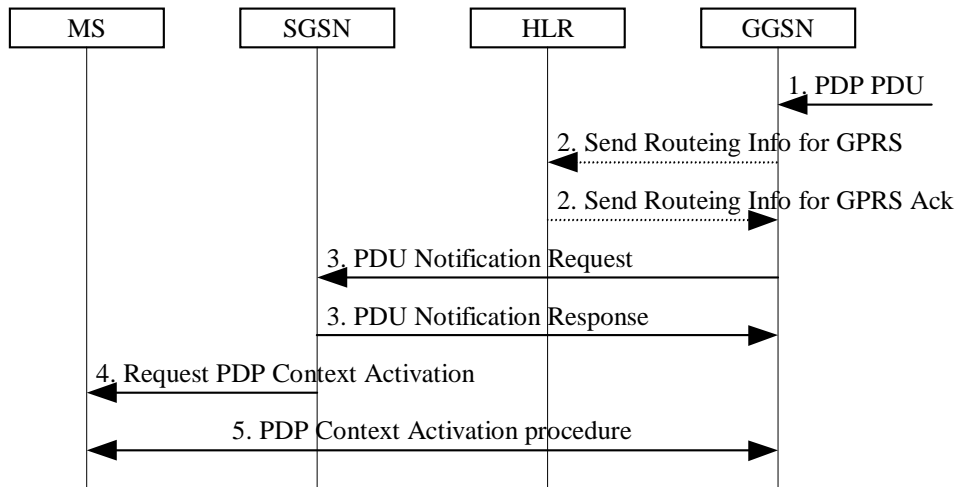 MS
SGSN
HLR
GGSN
1. PDP PDU
2. Send Routeing Info for GPRS
2. Send Routeing Info for GPRS Ack
3. PDU Notification Request
3. PDU Notification Response
4. Request PDP Context Activation
5. PDP Context Activation procedure